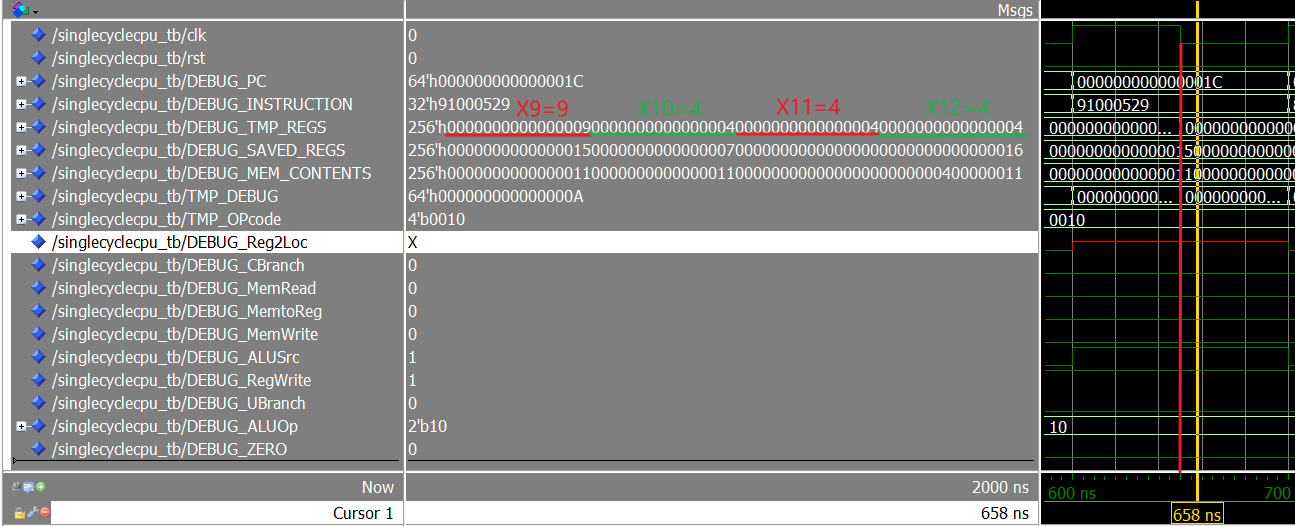 Msgs
/singlecyclecpu_tb/clk 0
/singlecyclecpu_tb/rst 0
/singlecyclecpu_tb/DEBUG_PC 64'h000000000000001C 000000000000001C
/singlecyclecpu_tb/DEBUG_INSTRUCTION 32'h91000529 91000529
X9=9 X10=4 X11=4 X12=4
/singlecyclecpu_tb/DEBUG_TMP_REGS 256'h0000000000000009000000000000000400000000000000040000000000000004 000000000000... 000000000000
/singlecyclecpu_tb/DEBUG_SAVED_REGS 256'h0000000000000015000000000000000700000000000000000000000000000016 000000000000001500000000
/singlecyclecpu_tb/DEBUG_MEM_CONTENTS 256'h0000000000000011000000000000001100000000000000000000000400000011 000000000000001100000000
/singlecyclecpu_tb/TMP_DEBUG 64'h000000000000000A 000000000... 000000000...
/singlecyclecpu_tb/TMP_OPcode 4'b0010 0010
/singlecyclecpu_tb/DEBUG_Reg2Loc X
/singlecyclecpu_tb/DEBUG_CBranch 0
/singlecyclecpu_tb/DEBUG_MemRead 0
/singlecyclecpu_tb/DEBUG_MemtoReg 0
/singlecyclecpu_tb/DEBUG_MemWrite 0
/singlecyclecpu_tb/DEBUG_ALUSrc 1
/singlecyclecpu_tb/DEBUG_RegWrite 1
/singlecyclecpu_tb/DEBUG_UBranch 0
/singlecyclecpu_tb/DEBUG_ALUOp 2'b10 10
/singlecyclecpu_tb/DEBUG_ZERO 0
Now 2000 ns 600 ns 700
Cursor 1 658 ns 658 ns